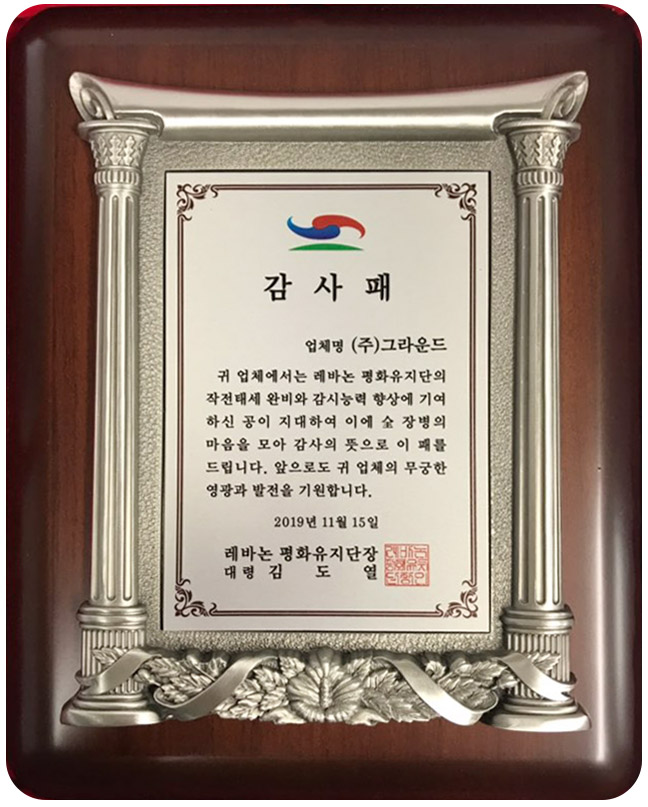 감 사 패
업체명 (주)그라운드
귀 업체에서는 레바논 평화유지단의
작전태세 완비와 감시능력 향상에 기여
하신 공이 지대하여 이에 全 장병의
마음을 모아 감사의 뜻으로 이 패를
드립니다. 앞으로도 귀 업체의 무궁한
영광과 발전을 기원합니다.
2019년 11월 15일
레바논 평화유지단장
대령 김 도 열